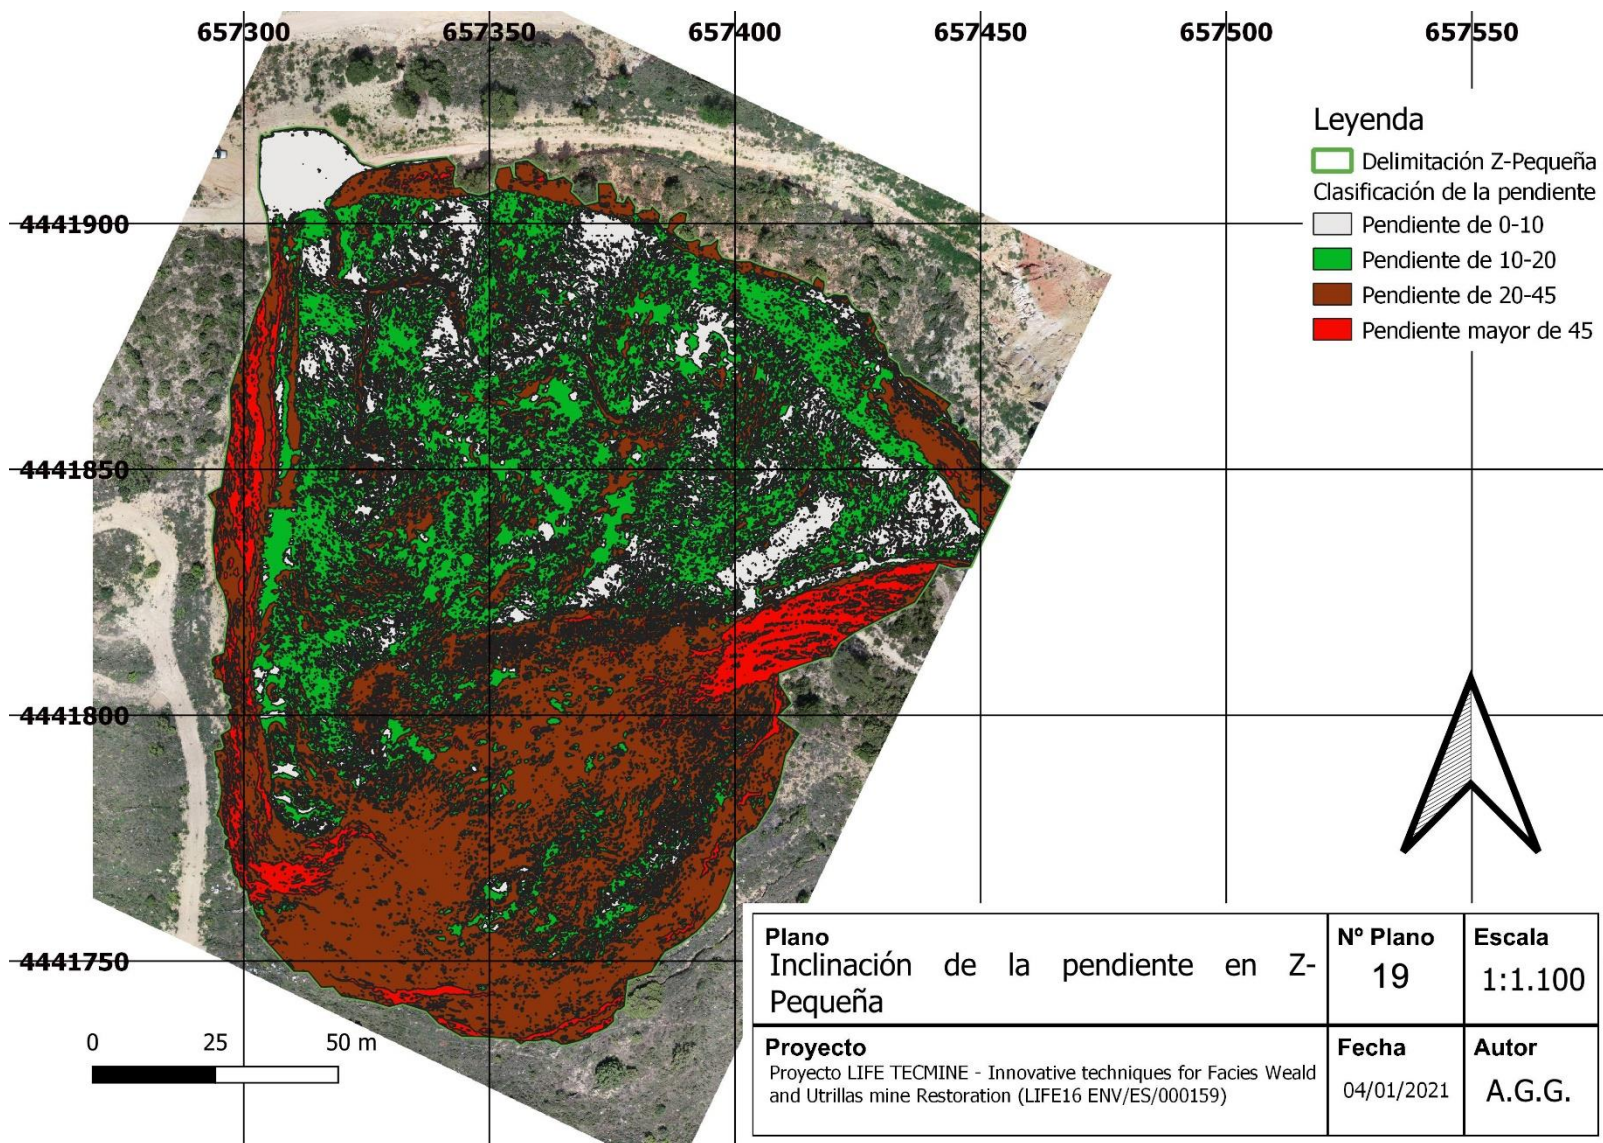 657300 657350 657400 657450 657500 657550
Leyenda
Delimitación Z-Pequeña
Clasificación de la pendiente
Pendiente de 0-10
Pendiente de 10-20
Pendiente de 20-45
Pendiente mayor de 45
4441900
4441850
4441800
4441750
0 25 50 m
Plano
Inclinación de la pendiente en Z-
Pequeña
Nº Plano
19
Escala
1:1.100
Proyecto
Proyecto LIFE TECMINE - Innovative techniques for Facies Weald
and Utrillas mine Restoration (LIFE16 ENV/ES/000159)
Fecha
04/01/2021
Autor
A.G.G.